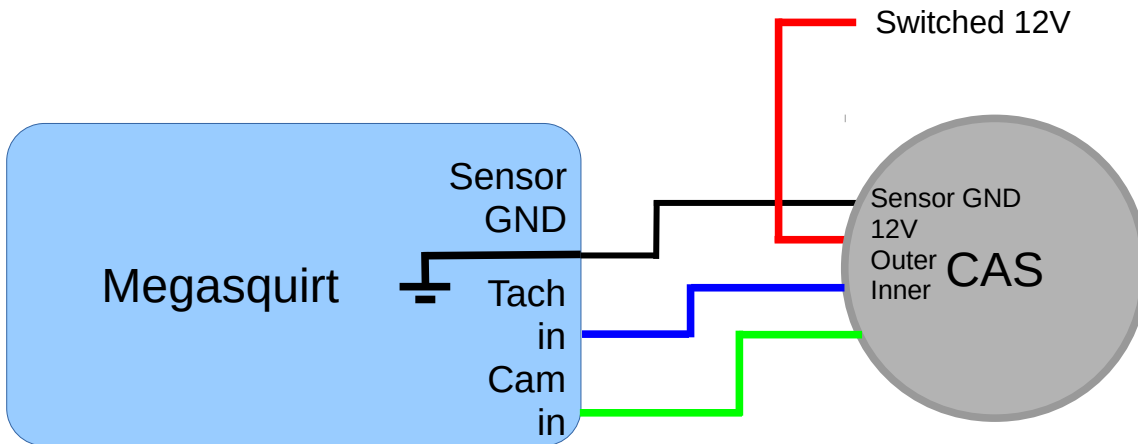 Switched 12V
Sensor
GND
Megasquirt
Tach
in
Cam
in
Sensor GND
12V
Outer
Inner
CAS